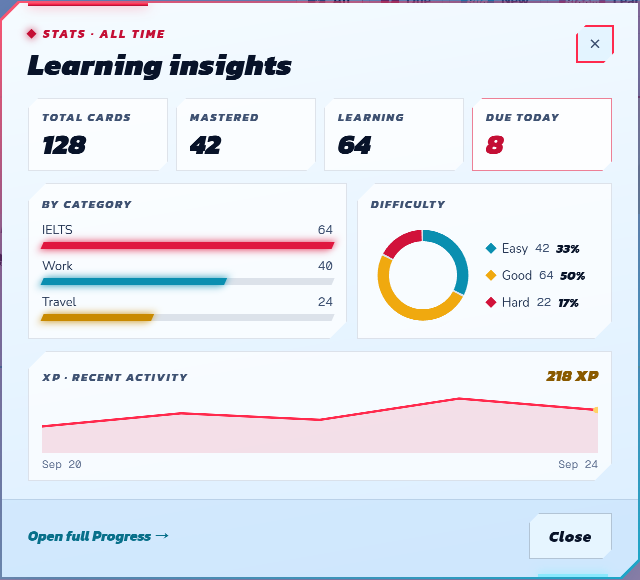 STATS · ALL TIME
Learning insights
×
TOTAL CARDS
128
MASTERED
42
LEARNING
64
DUE TODAY
8
BY CATEGORY
IELTS 64
Work 40
Travel 24
DIFFICULTY
Easy 42 33%
Good 64 50%
Hard 22 17%
XP · RECENT ACTIVITY
218 XP
Sep 20 Sep 24
Open full Progress →
Close